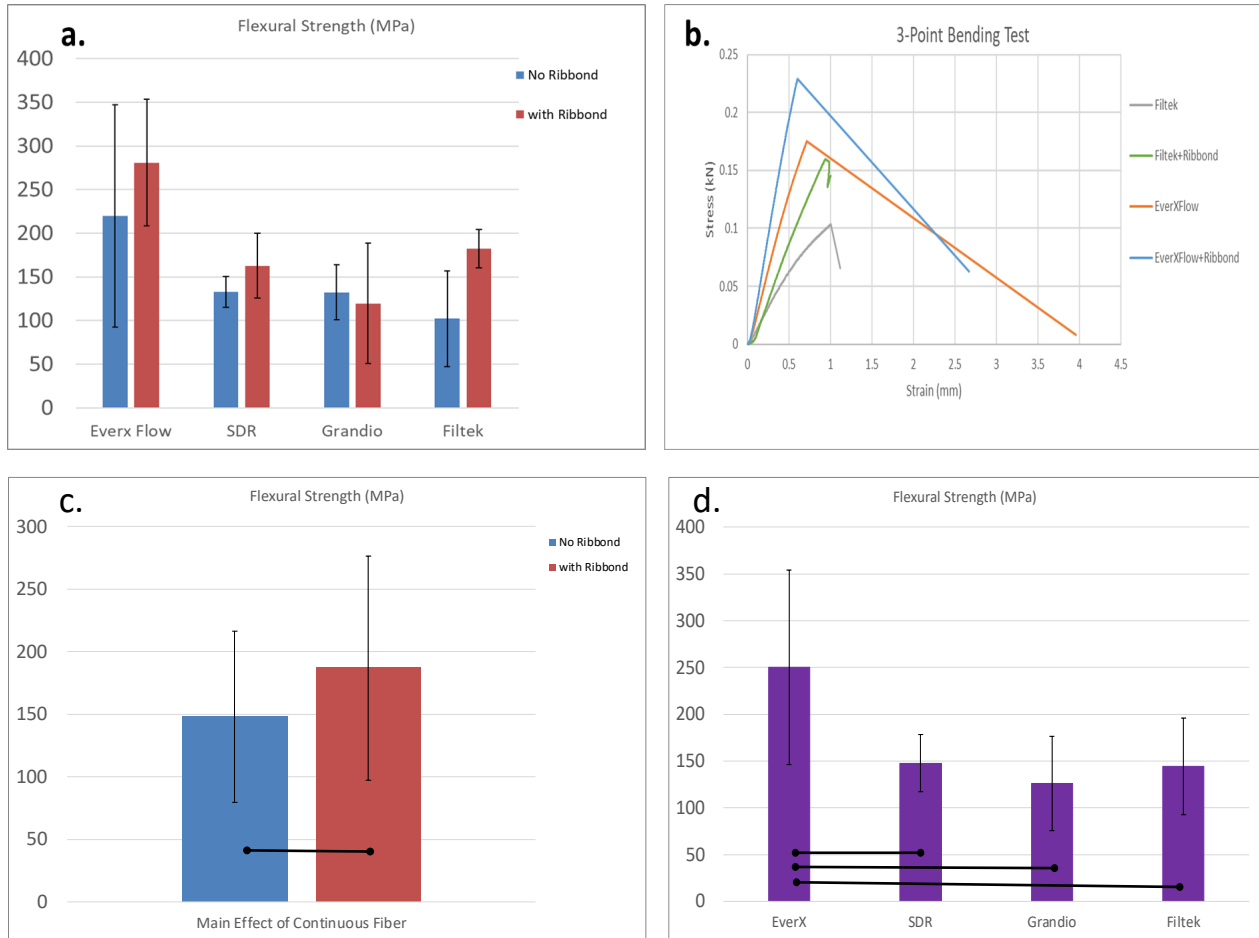 a.
Flexural Strength (MPa)
400
350
300
250
200
150
100
50
0
Everx Flow SDR Grandio Filtek
No Ribbond
with Ribbond
b.
3-Point Bending Test
0.25
0.2
0.15
0.1
0.05
0
Stress (kN)
0 0.5 1 1.5 2 2.5 3 3.5 4 4.5
Strain (mm)
Filtek
Filtek+Ribbond
EverXFlow
EverXFlow+Ribbond
c.
Flexural Strength (MPa)
300
250
200
150
100
50
0
Main Effect of Continuous Fiber
No Ribbond
with Ribbond
d.
Flexural Strength (MPa)
400
350
300
250
200
150
100
50
0
EverX SDR Grandio Filtek